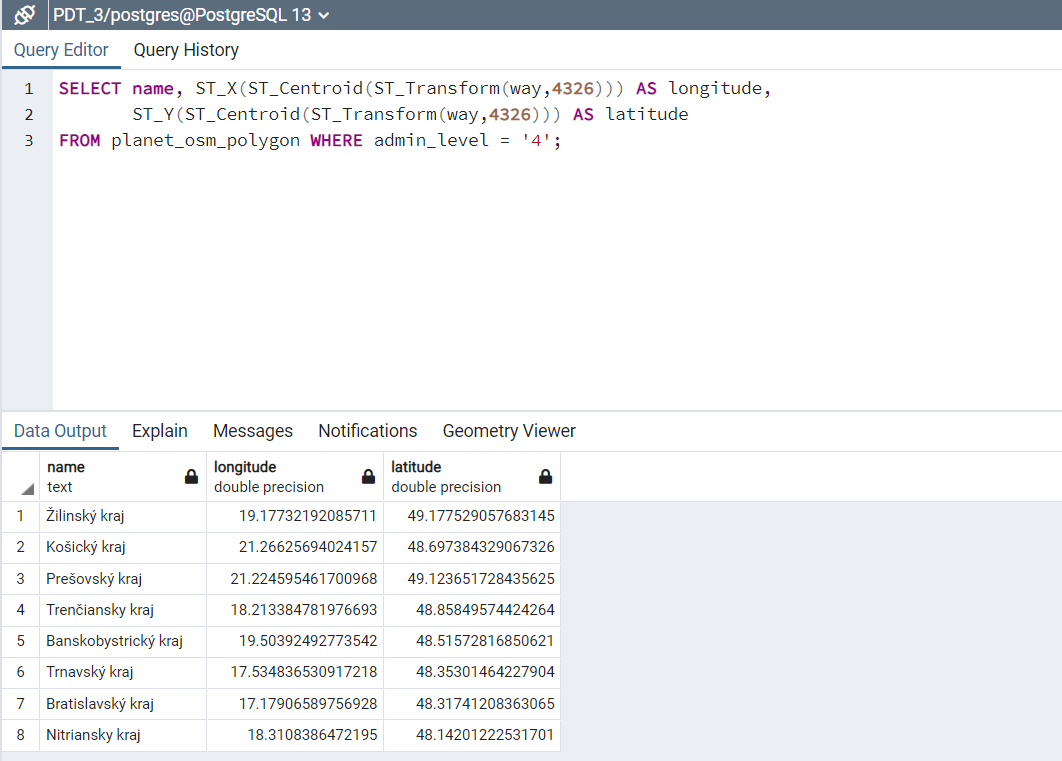 PDT_3/postgres@PostgreSQL 13
Query Editor Query History
1 SELECT name, ST_X(ST_Centroid(ST_Transform(way,4326))) AS longitude,
2 ST_Y(ST_Centroid(ST_Transform(way,4326))) AS latitude
3 FROM planet_osm_polygon WHERE admin_level = '4';
Data Output Explain Messages Notifications Geometry Viewer
name longitude latitude
text double precision double precision
1 Žilinský kraj 19.17732192085711 49.177529057683145
2 Košický kraj 21.26625694024157 48.697384329067326
3 Prešovský kraj 21.224595461700968 49.123651728435625
4 Trenčiansky kraj 18.213384781976693 48.85849574424264
5 Banskobystrický kraj 19.50392492773542 48.51572816850621
6 Trnavský kraj 17.534836530917218 48.35301464227904
7 Bratislavský kraj 17.17906589756928 48.31741208363065
8 Nitriansky kraj 18.3108386472195 48.14201222531701